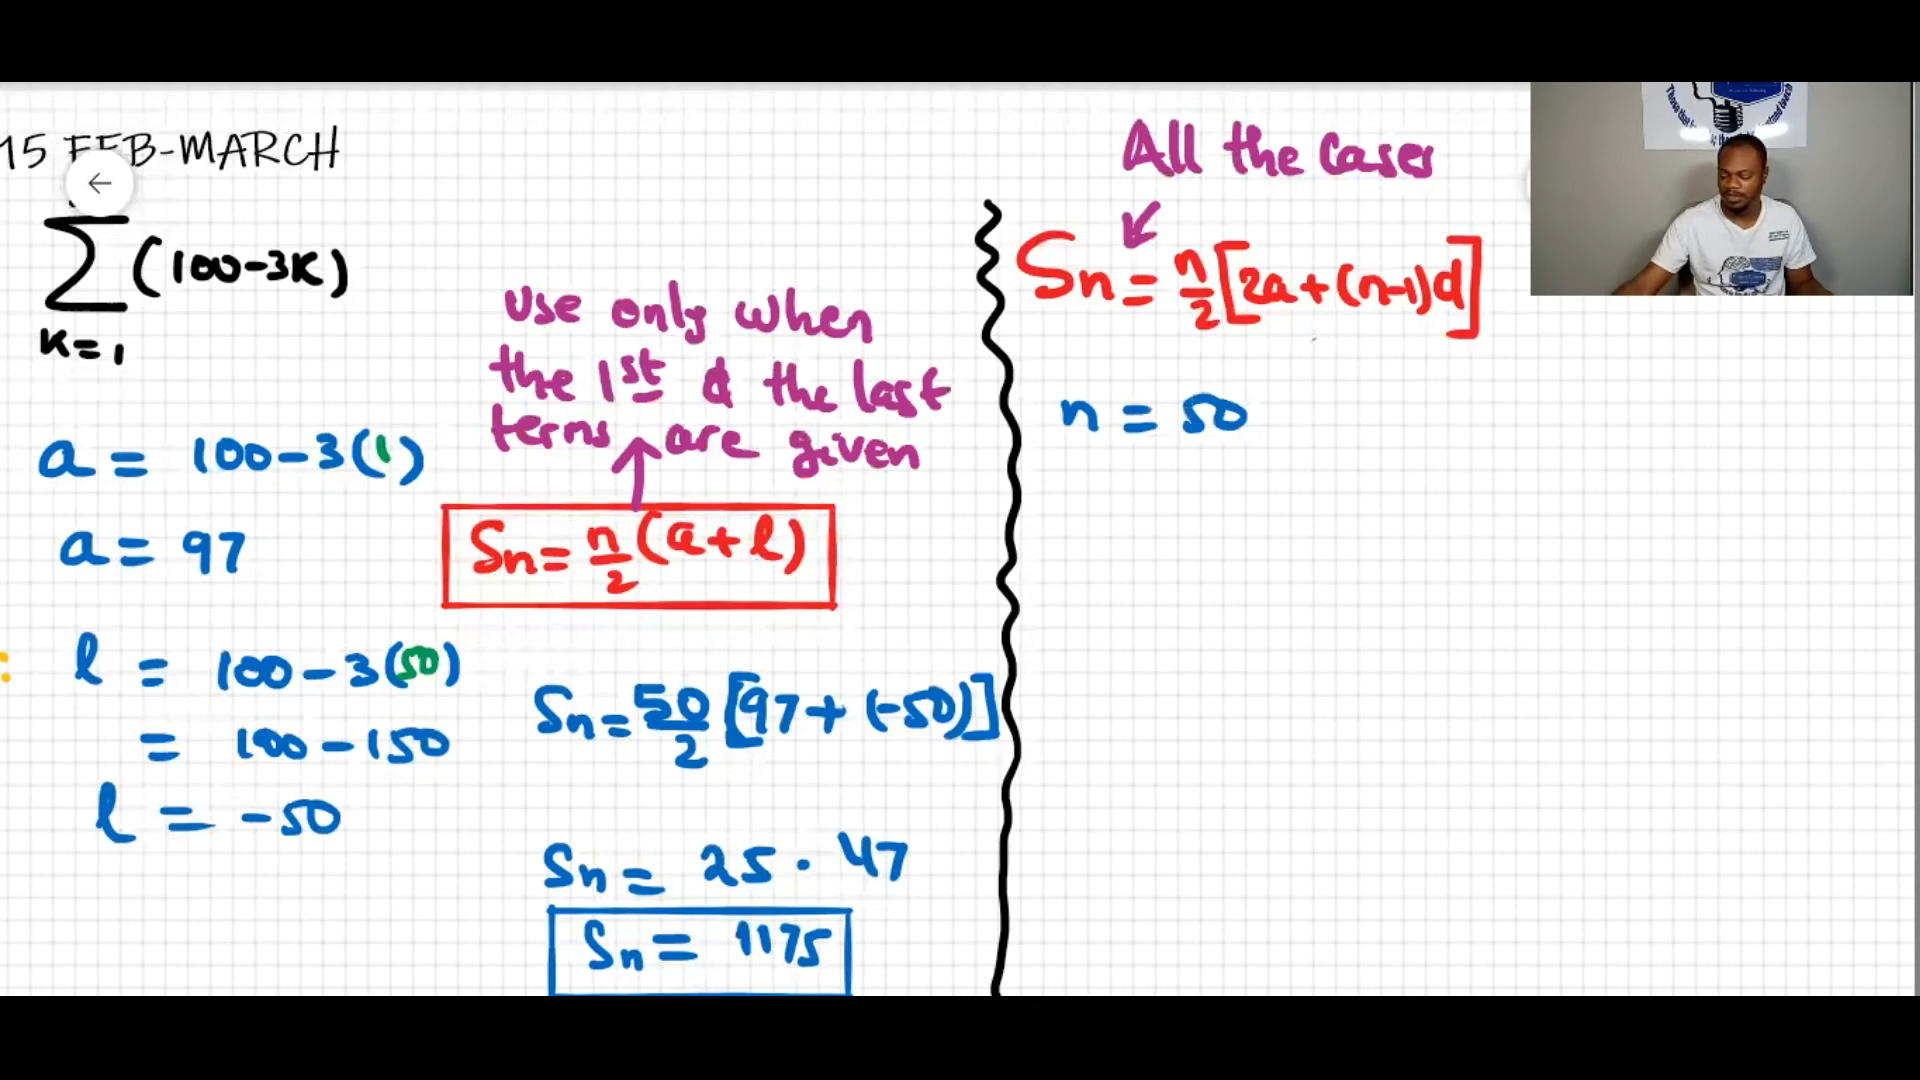 15 FEB-MARCH
∑ (100-3K)
K=1
a = 100-3(1)
a = 97
l = 100-3(50)
= 100-150
l = -50
Use only when
the 1st & the last
terms are given
Sn = n/2 (a+l)
Sn = 50/2 [97+(-50)]
Sn = 25 · 47
Sn = 1175
All the cases
Sn = n/2 [2a+(n-1)d]
n = 50